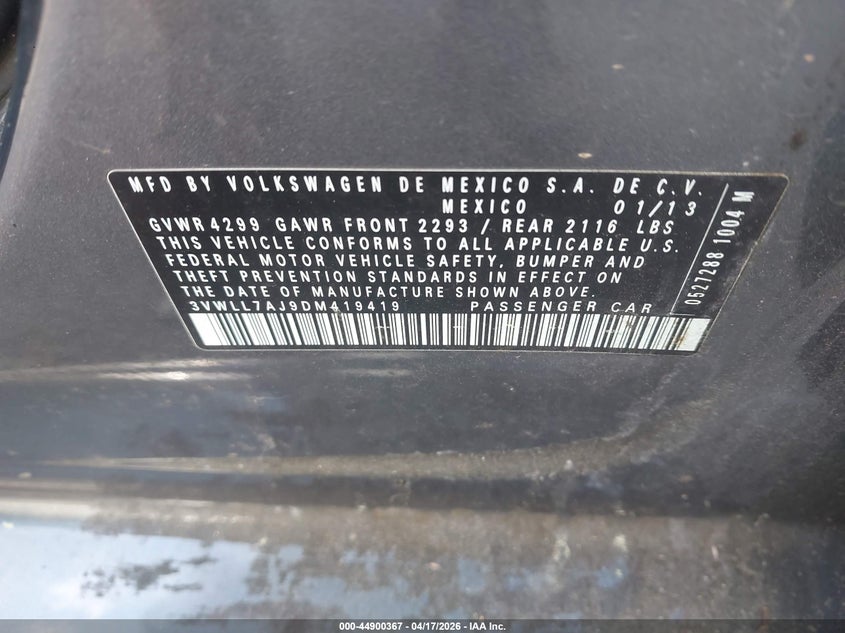 MFD BY VOLKSWAGEN DE MEXICO S.A. DE C.V.
MEXICO 01/13
GVWR 4299 GAWR FRONT 2293 / REAR 2116 LBS
THIS VEHICLE CONFORMS TO ALL APPLICABLE U.S.
FEDERAL MOTOR VEHICLE SAFETY, BUMPER AND
THEFT PREVENTION STANDARDS IN EFFECT ON
THE DATE OF MANUFACTURE SHOWN ABOVE.
3VWLL7AJ9DM419419 PASSENGER CAR
0527288 1004 M
000-44900367 - 04/17/2026 - IAA Inc.